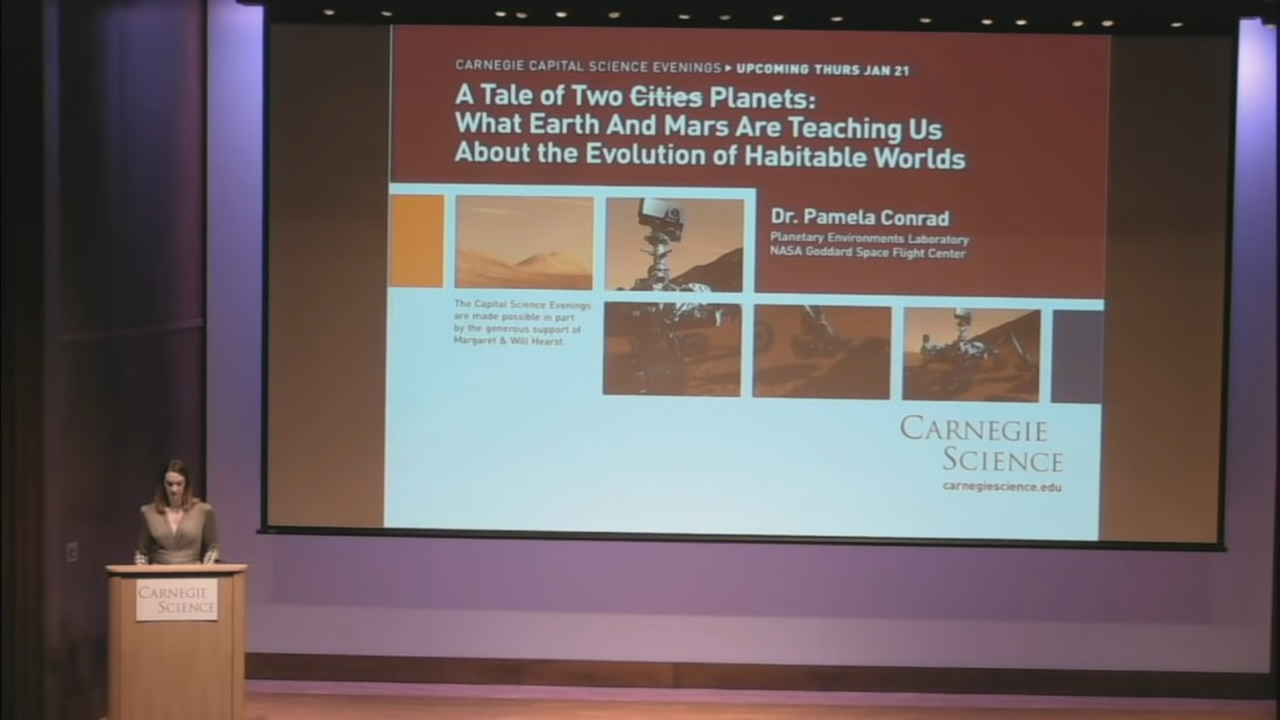 CARNEGIE CAPITAL SCIENCE EVENINGS ▸ UPCOMING THURS JAN 21
A Tale of Two Cities Planets:
What Earth And Mars Are Teaching Us
About the Evolution of Habitable Worlds
Dr. Pamela Conrad
Planetary Environments Laboratory
NASA Goddard Space Flight Center
The Capital Science Evenings
are made possible in part
by the generous support of
Margaret & Will Hearst.
CARNEGIE
SCIENCE
carnegiescience.edu
CARNEGIE
SCIENCE